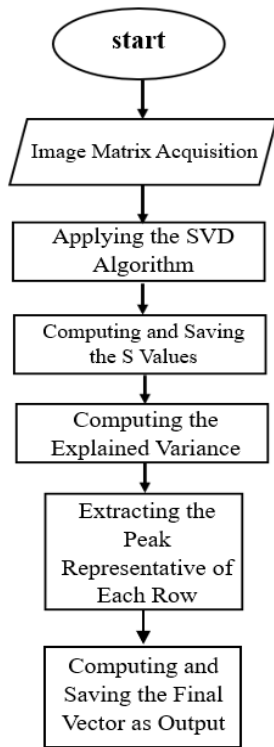 start
Image Matrix Acquisition
Applying the SVD
Algorithm
Computing and Saving
the S Values
Computing the
Explained Variance
Extracting the
Peak
Representative of
Each Row
Computing and
Saving the Final
Vector as Output